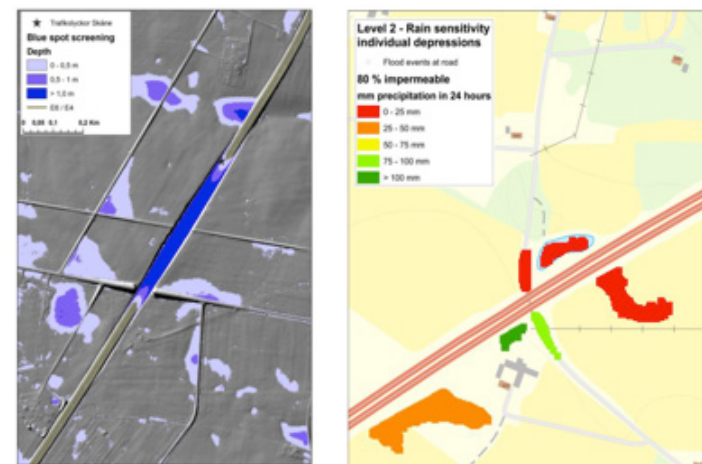 Trafikolyckor Skåne
Blue spot screening
Depth
0 - 0,5 m
0,5 - 1 m
> 1,0 m
E6 / E4
0 0,05 0,1 0,2 Km
Level 2 - Rain sensitivity
individual depressions
Flood events at road
80 % impermeable
mm precipitation in 24 hours
0 - 25 mm
25 - 50 mm
50 - 75 mm
75 - 100 mm
> 100 mm